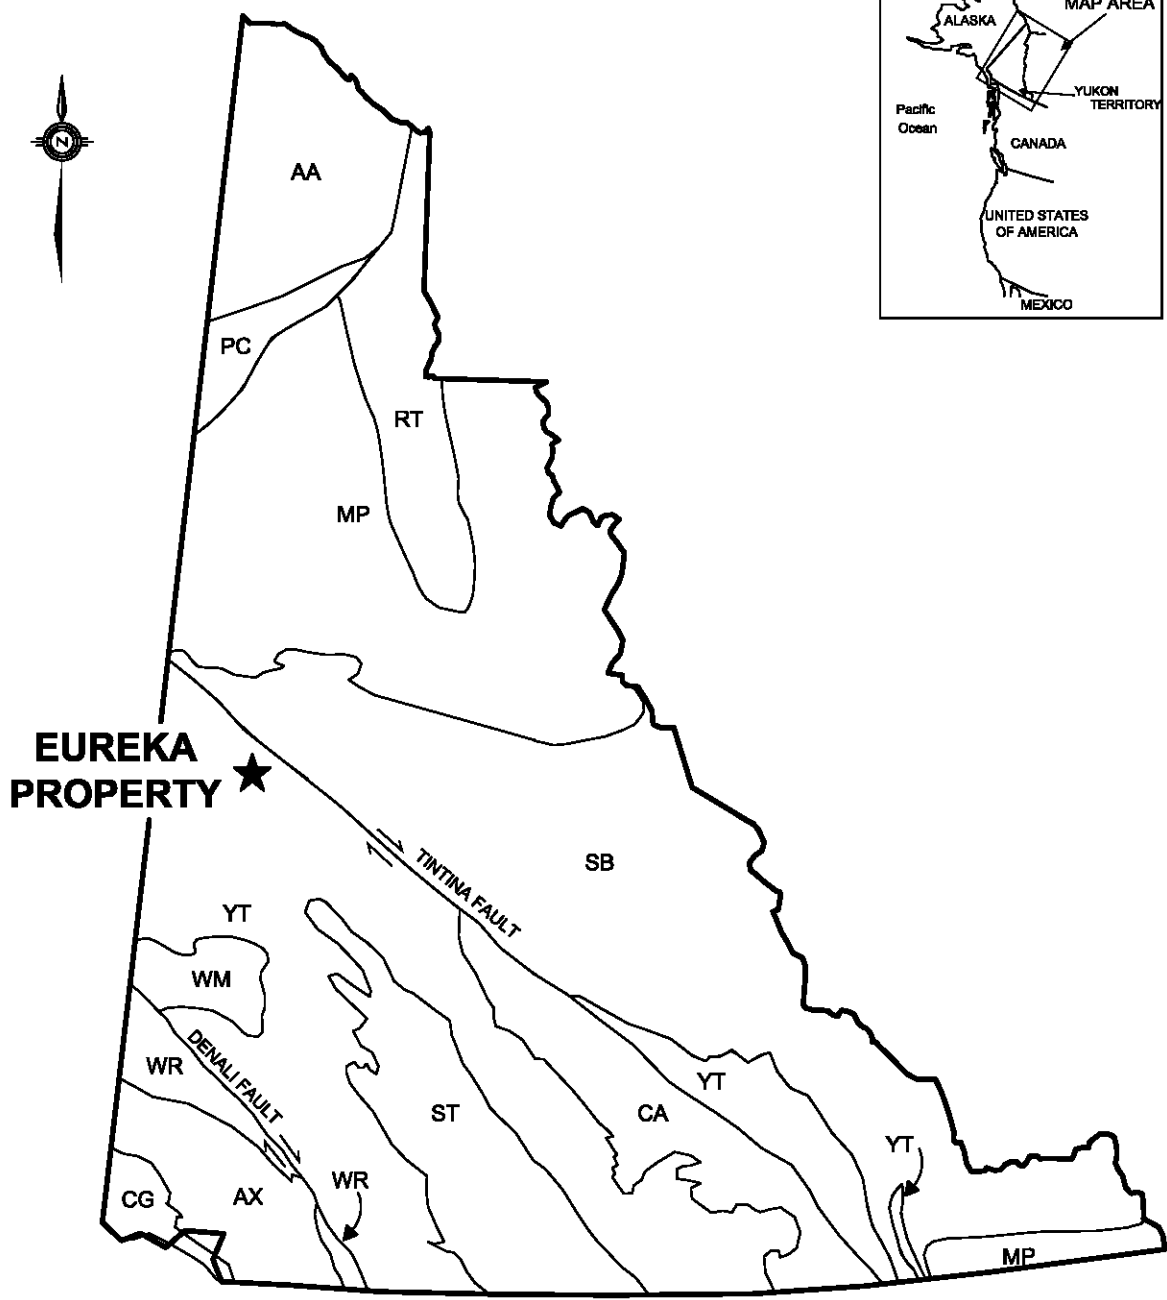 MAP AREA
ALASKA
YUKON
TERRITORY
Pacific
Ocean
CANADA
UNITED STATES
OF AMERICA
MEXICO
N
AA
PC
RT
MP
EUREKA
PROPERTY
TINTINA FAULT
SB
YT
WM
DENALI FAULT
WR
YT
ST
CA
YT
WR
CG
AX
MP